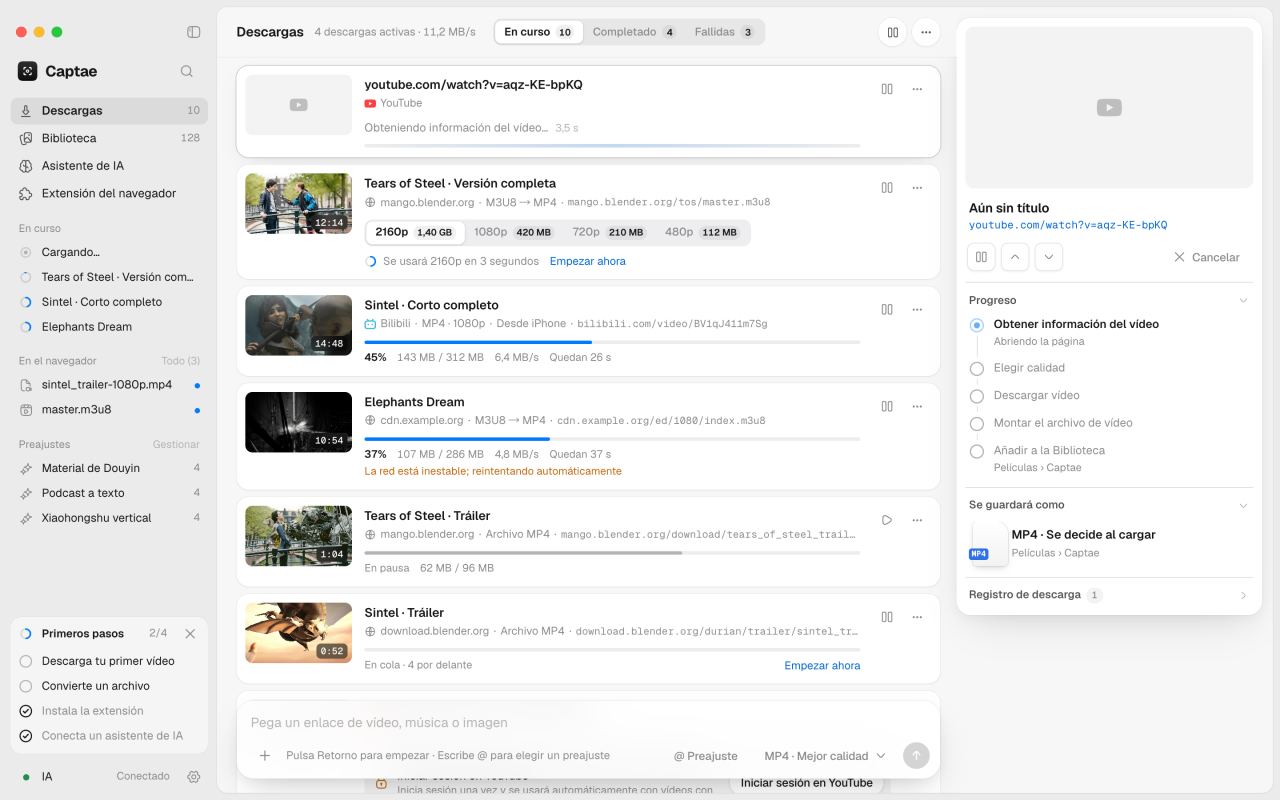 Captae
Descargas 10
Biblioteca 128
Asistente de IA
Extensión del navegador
En curso
Cargando...
Tears of Steel · Versión com...
Sintel · Corto completo
Elephants Dream
En el navegador Todo (3)
sintel_trailer-1080p.mp4
master.m3u8
Preajustes Gestionar
Material de Douyin 4
Podcast a texto 4
Xiaohongshu vertical 4
Primeros pasos 2/4
Descarga tu primer vídeo
Convierte un archivo
Instala la extensión
Conecta un asistente de IA
IA Conectado
Descargas 4 descargas activas · 11,2 MB/s En curso 10 Completado 4 Fallidas 3
youtube.com/watch?v=aqz-KE-bpKQ
YouTube
Obteniendo información del vídeo... 3,5 s
Tears of Steel · Versión completa
mango.blender.org · M3U8 → MP4 · mango.blender.org/tos/master.m3u8
12:14
2160p 1,40 GB 1080p 420 MB 720p 210 MB 480p 112 MB
Se usará 2160p en 3 segundos Empezar ahora
Sintel · Corto completo
Bilibili · MP4 · 1080p · Desde iPhone · bilibili.com/video/BV1qJ411m7Sg
14:48
45% 143 MB / 312 MB 6,4 MB/s Quedan 26 s
Elephants Dream
cdn.example.org · M3U8 → MP4 · cdn.example.org/ed/1080/index.m3u8
10:54
37% 107 MB / 286 MB 4,8 MB/s Quedan 37 s
La red está inestable; reintentando automáticamente
Tears of Steel · Tráiler
mango.blender.org · Archivo MP4 · mango.blender.org/download/tears_of_steel_trail...
1:04
En pausa 62 MB / 96 MB
Sintel · Tráiler
download.blender.org · Archivo MP4 · download.blender.org/durian/trailer/sintel_tr...
0:52
En cola · 4 por delante Empezar ahora
Pega un enlace de vídeo, música o imagen
Pulsa Retorno para empezar · Escribe @ para elegir un preajuste @ Preajuste MP4 · Mejor calidad
Iniciar sesión en YouTube
Inicia sesión una vez y se usará automáticamente con vídeos con
Iniciar sesión en YouTube
Aún sin título
youtube.com/watch?v=aqz-KE-bpKQ
Cancelar
Progreso
Obtener información del vídeo
Abriendo la página
Elegir calidad
Descargar vídeo
Montar el archivo de vídeo
Añadir a la Biblioteca
Películas › Captae
Se guardará como
MP4
MP4 · Se decide al cargar
Películas › Captae
Registro de descarga 1